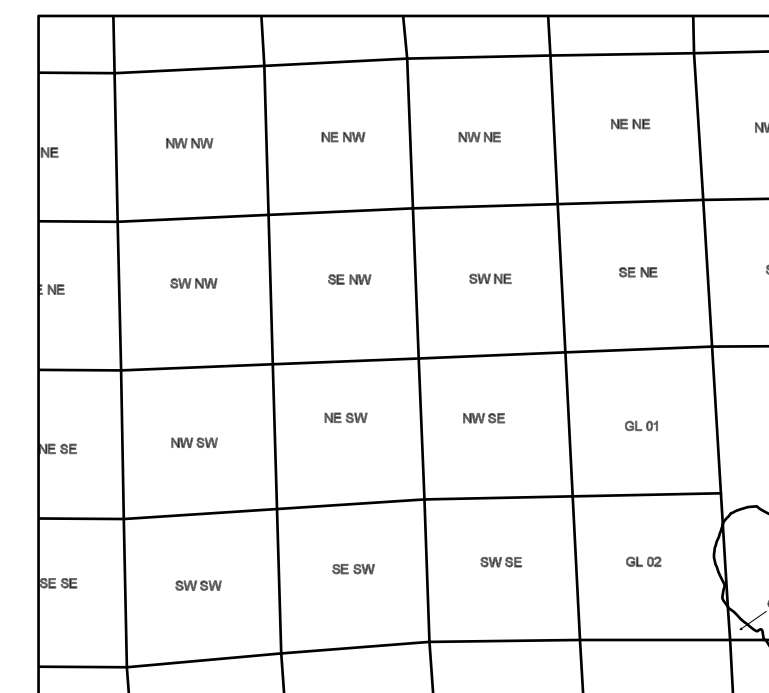 NE NE
NE NW
NW NE
NW NW
NE
SE NE
SE NW
SW NE
SW NW
NE
NE SW
NW SE
GL 01
NW SW
NE SE
SW SE
GL 02
SE SW
SE SE
SW SW